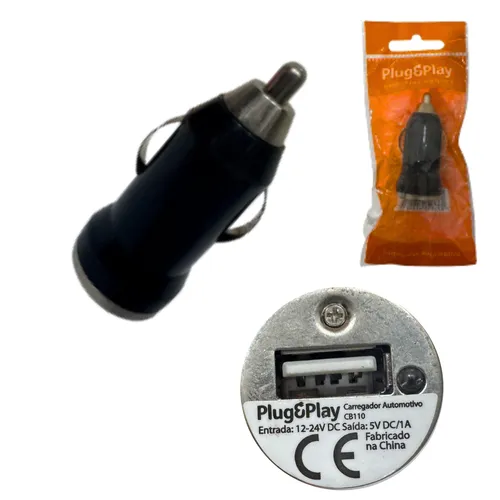 Plug&Play
Plug&Play Carregador Automotivo
CB110
Entrada: 12-24V DC Saída: 5V DC/1A
CE Fabricado
na China